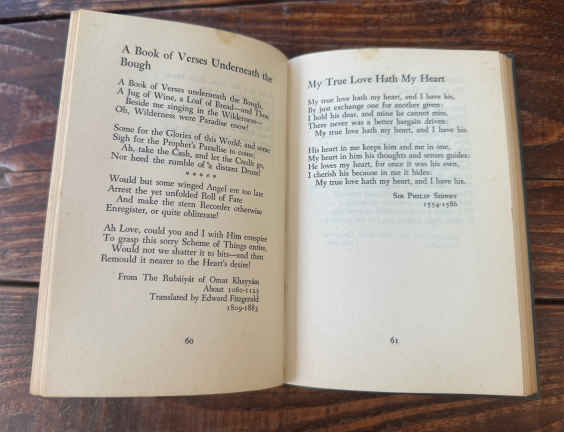 A Book of Verses Underneath the
Bough
A Book of Verses underneath the Bough,
A Jug of Wine, a Loaf of Bread—and Thou
Beside me singing in the Wilderness—
Oh, Wilderness were Paradise enow!
Some for the Glories of this World; and some
Sigh for the Prophet's Paradise to come;
Ah, take the Cash, and let the Credit go,
Nor heed the rumble of a distant Drum!
*****
Would but some winged Angel ere too late
Arrest the yet unfolded Roll of Fate
And make the stern Recorder otherwise
Enregister, or quite obliterate!
Ah Love, could you and I with Him conspire
To grasp this sorry Scheme of Things entire,
Would not we shatter it to bits—and then
Remould it nearer to the Heart's desire!
From The Rubáiyát of Omar Khayyám
About 1060-1123
Translated by Edward Fitzgerald
1809-1883
60
My True Love Hath My Heart
My true love hath my heart, and I have his,
By just exchange one for another given:
I hold his dear, and mine he cannot miss,
There never was a better bargain driven:
My true love hath my heart, and I have his.
His heart in me keeps him and me in one,
My heart in him his thoughts and senses guides:
He loves my heart, for once it was his own,
I cherish his because in me it bides:
My true love hath my heart, and I have his.
Sir Philip Sidney
1554-1586
61